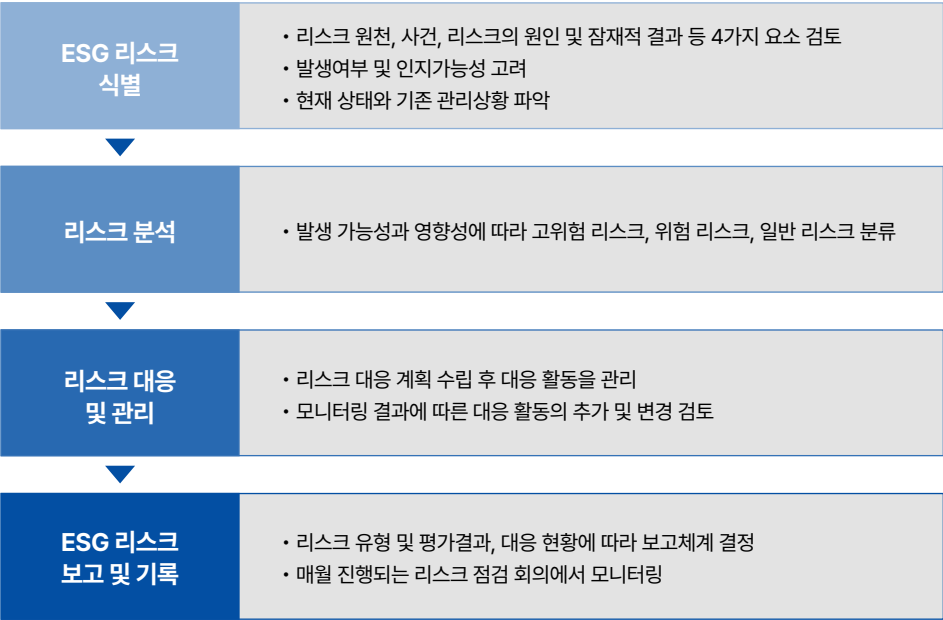 ESG 리스크
식별
• 리스크 원천, 사건, 리스크의 원인 및 잠재적 결과 등 4가지 요소 검토
• 발생여부 및 인지가능성 고려
• 현재 상태와 기존 관리상황 파악
리스크 분석
• 발생 가능성과 영향성에 따라 고위험 리스크, 위험 리스크, 일반 리스크 분류
리스크 대응
및 관리
• 리스크 대응 계획 수립 후 대응 활동을 관리
• 모니터링 결과에 따른 대응 활동의 추가 및 변경 검토
ESG 리스크
보고 및 기록
• 리스크 유형 및 평가결과, 대응 현황에 따라 보고체계 결정
• 매월 진행되는 리스크 점검 회의에서 모니터링